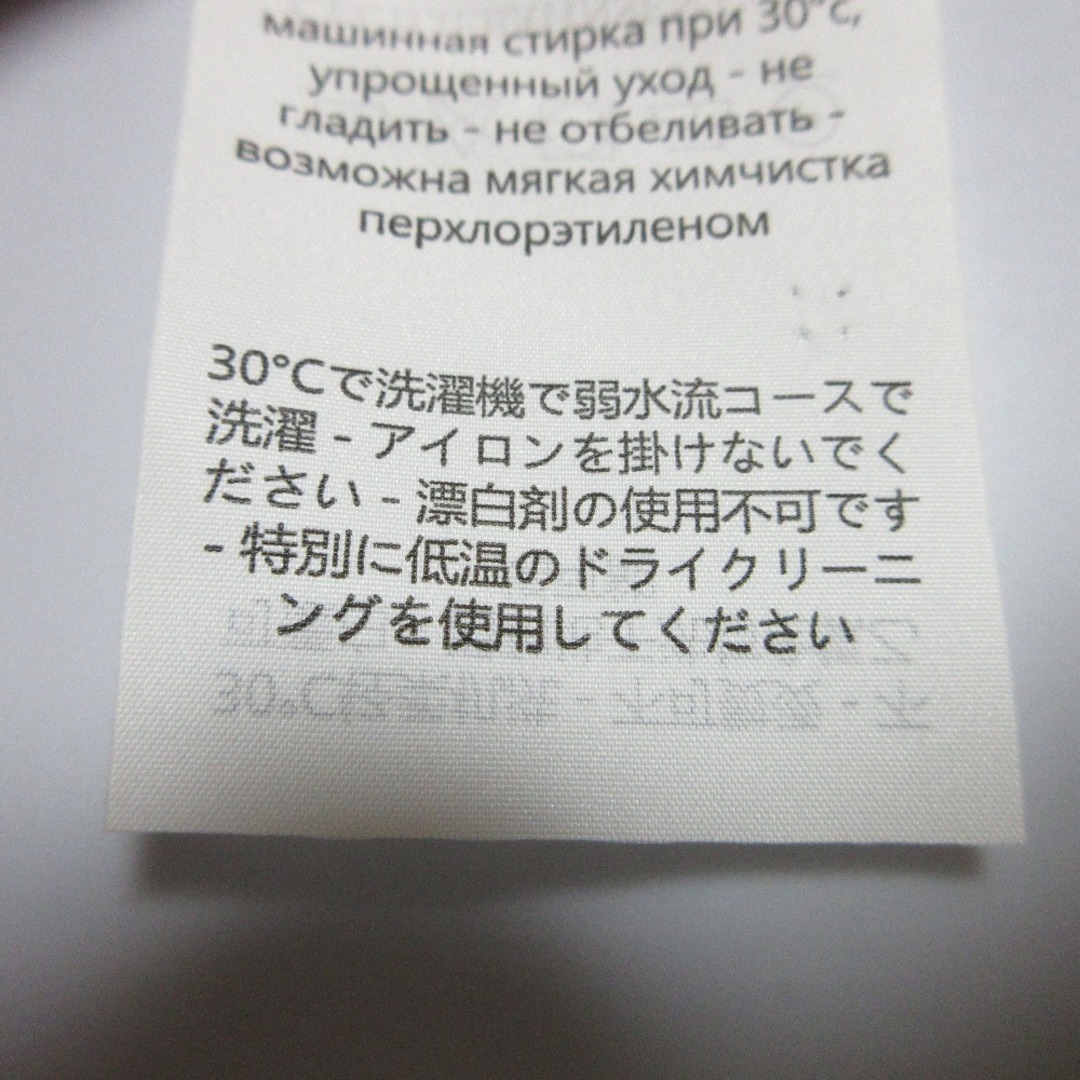 машинная стирка при 30°с,
упрощенный уход - не
гладить - не отбеливать -
возможна мягкая химчистка
перхлорэтиленом
30°Cで洗濯機で弱水流コースで
洗濯 - アイロンを掛けないでく
ださい - 漂白剤の使用不可です
- 特別に低温のドライクリーニ
ングを使用してください